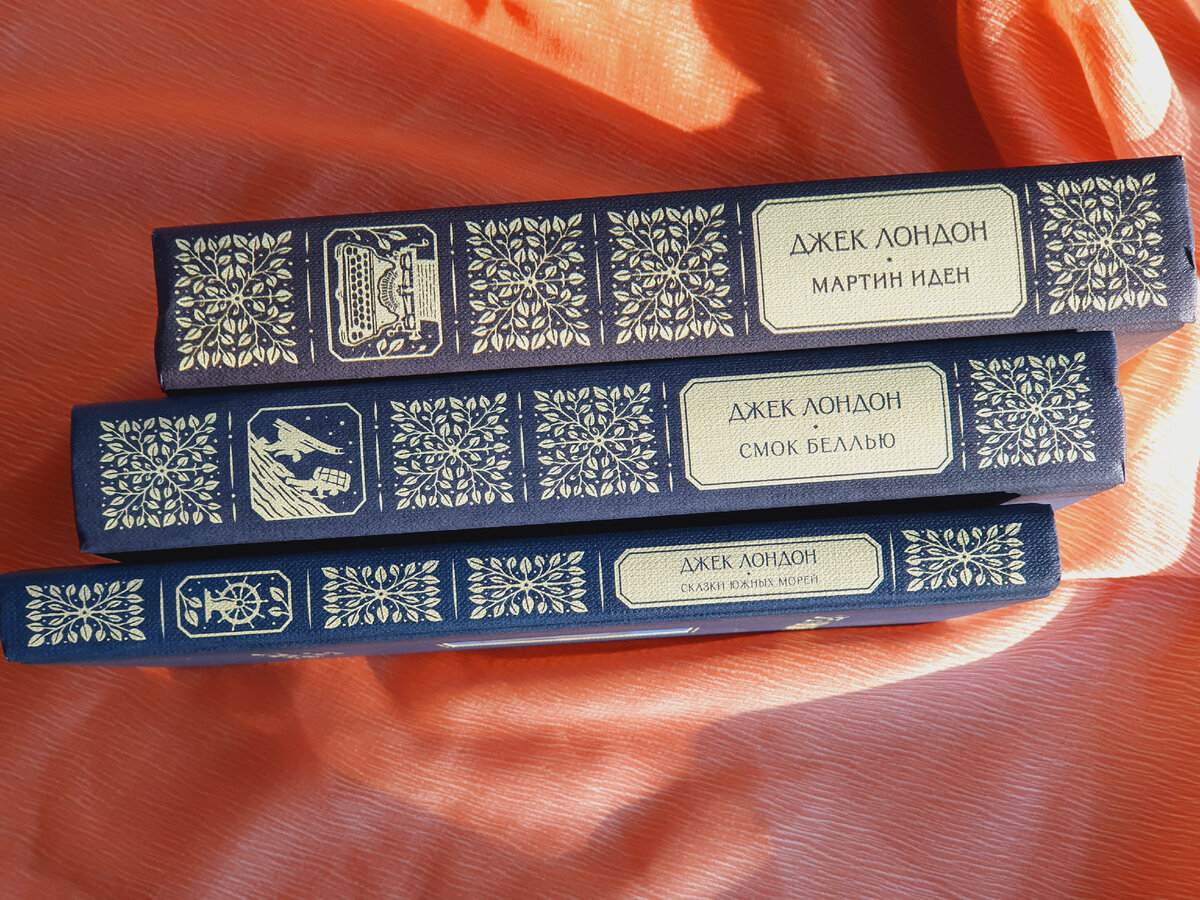 ДЖЕК ЛОНДОН
МАРТИН ИДЕН
ДЖЕК ЛОНДОН
СМОК БЕЛЛЬЮ
ДЖЕК ЛОНДОН
СКАЗКИ ЮЖНЫХ МОРЕЙ